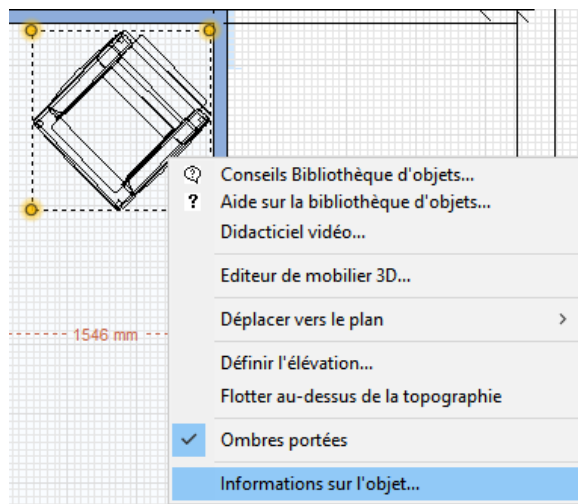 Conseils Bibliothèque d'objets...
? Aide sur la bibliothèque d'objets...
Didacticiel vidéo...
Editeur de mobilier 3D...
Déplacer vers le plan
Définir l'élévation...
1546 mm
Flotter au-dessus de la topographie
Ombres portées
Informations sur l'objet...